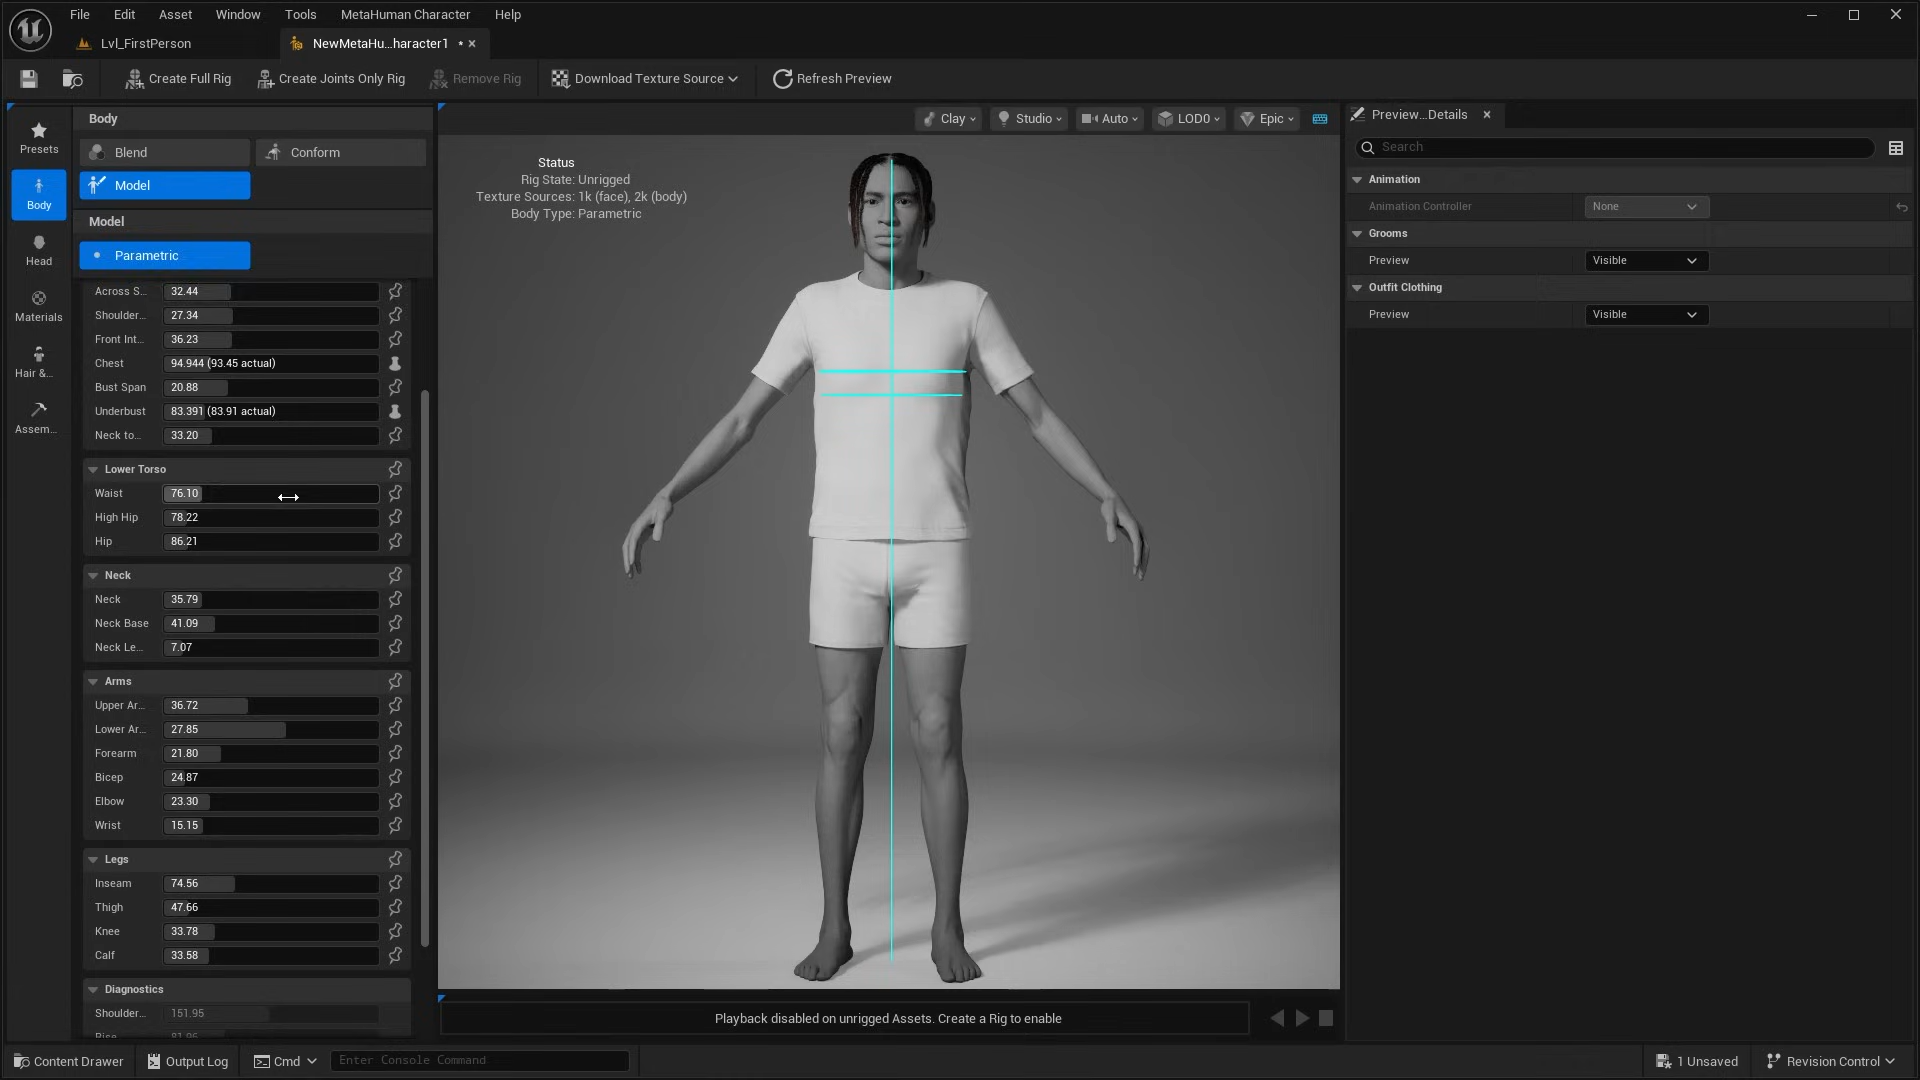 File Edit Asset Window Tools MetaHuman Character Help
Lvl_FirstPerson
NewMetaHu...haracter1 •
Create Full Rig
Create Joints Only Rig
Remove Rig
Download Texture Source
Refresh Preview
Presets
Body
Head
Materials
Hair &...
Assem...
Body
Blend
Conform
Model
Model
Parametric
Across S... 32.44
Shoulder... 27.34
Front Int... 36.23
Chest 94.944 (93.45 actual)
Bust Span 20.88
Underbust 83.391 (83.91 actual)
Neck to... 33.20
Lower Torso
Waist 76.10
High Hip 78.22
Hip 86.21
Neck
Neck 35.79
Neck Base 41.09
Neck Le... 7.07
Arms
Upper Ar... 36.72
Lower Ar... 27.85
Forearm 21.80
Bicep 24.87
Elbow 23.30
Wrist 15.15
Legs
Inseam 74.56
Thigh 47.66
Knee 33.78
Calf 33.58
Diagnostics
Shoulder... 151.95
Clay
Studio
Auto
LOD0
Epic
Status
Rig State: Unrigged
Texture Sources: 1k (face), 2k (body)
Body Type: Parametric
Playback disabled on unrigged Assets. Create a Rig to enable
Preview...Details
Search
Animation
Animation Controller None
Grooms
Preview Visible
Outfit Clothing
Preview Visible
Content Drawer
Output Log
Cmd
Enter Console Command
1 Unsaved
Revision Control